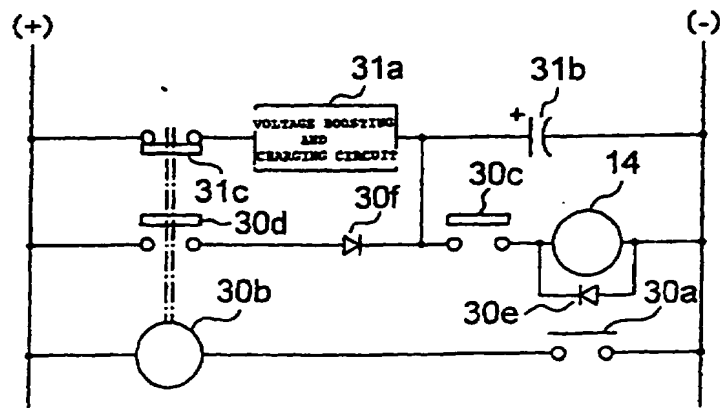 (+) (-)
31a 31b
+
VOLTAGE BOOSTING
AND
CHARGING CIRCUIT
31c 30d 30f 30c 14
30b 30e 30a